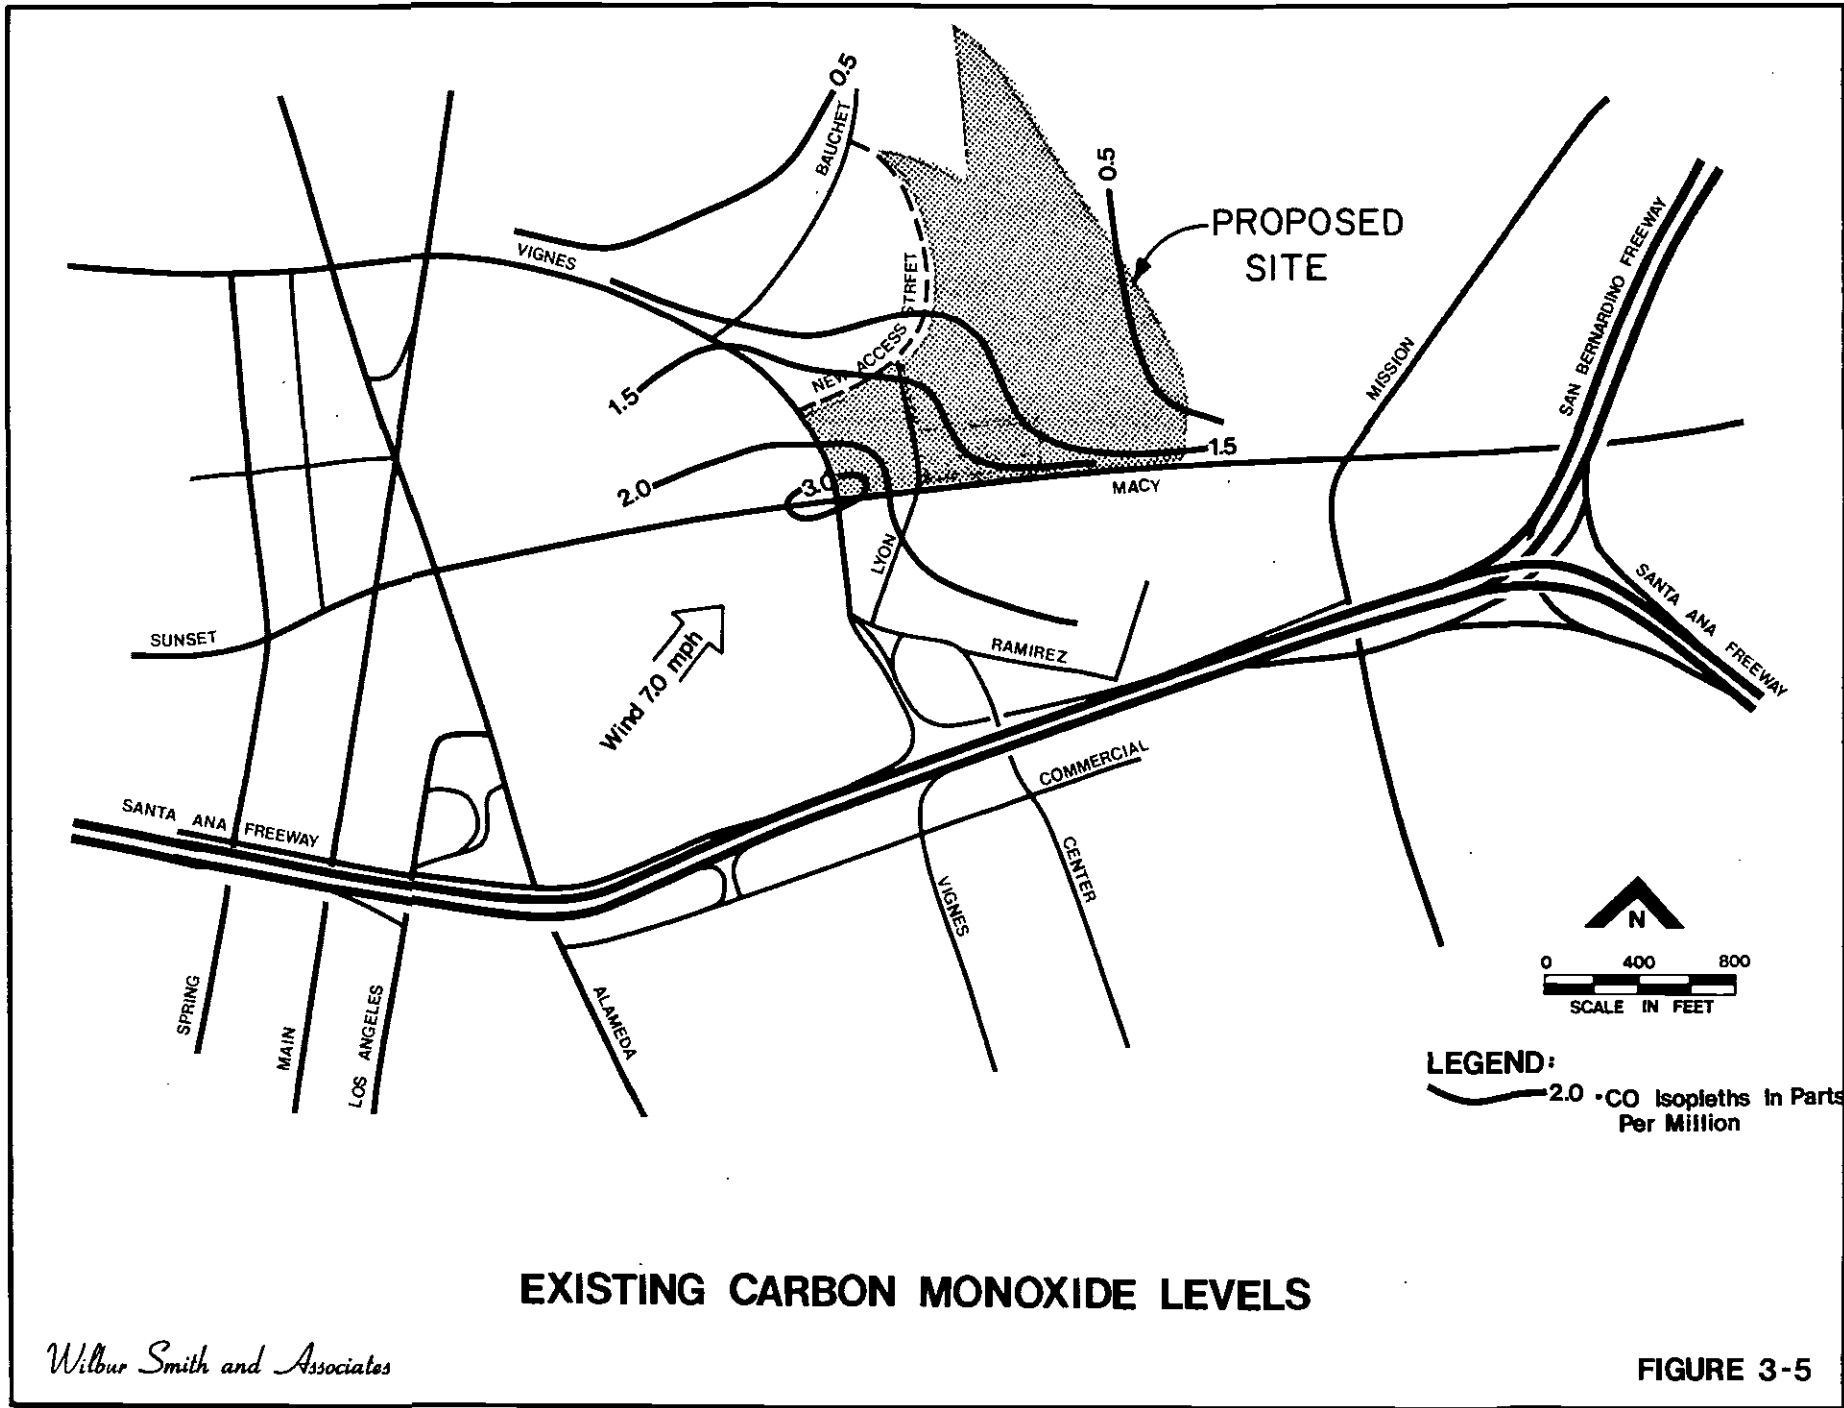 0.5
BAUCHET
0.5
PROPOSED
SITE
VIGNES
NEW ACCESS STREET
SAN BERNARDINO FREEWAY
MISSION
1.5
1.5
2.0
3.0
MACY
LYON
SUNSET
RAMIREZ
SANTA ANA FREEWAY
Wind 7.0 mph
COMMERCIAL
SANTA ANA FREEWAY
CENTER
VIGNES
SPRING
MAIN
LOS ANGELES
ALAMEDA
N
0 400 800
SCALE IN FEET
LEGEND:
2.0 • CO Isopleths In Parts
Per Million
EXISTING CARBON MONOXIDE LEVELS
Wilbur Smith and Associates
FIGURE 3-5